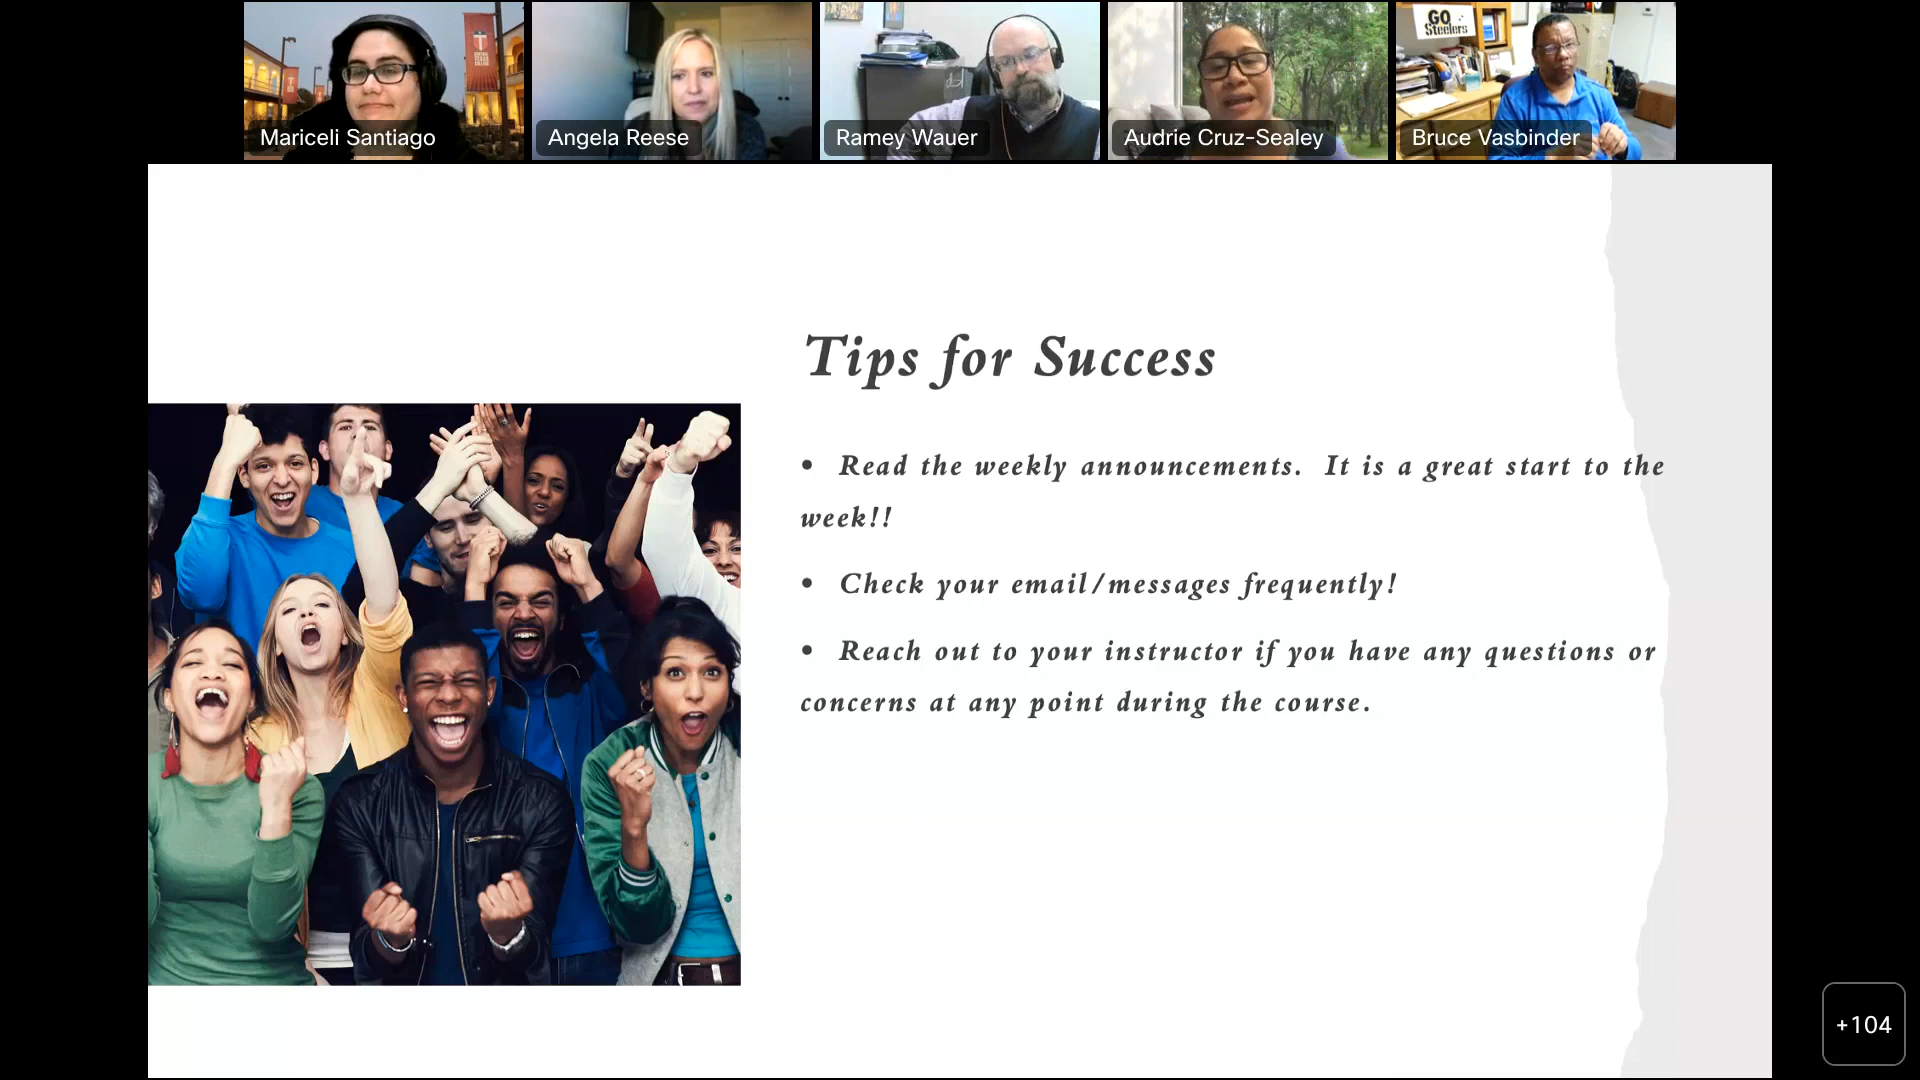 GO
Steelers
Mariceli Santiago
Angela Reese
Ramey Wauer
Audrie Cruz-Sealey
Bruce Vasbinder
Tips for Success
• Read the weekly announcements. It is a great start to the
week!!
• Check your email/messages frequently!
• Reach out to your instructor if you have any questions or
concerns at any point during the course.
+104